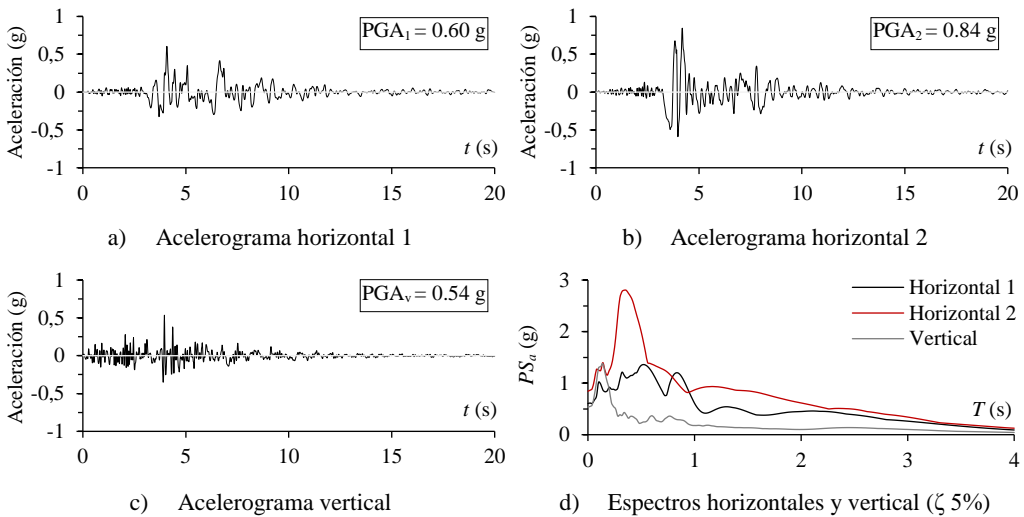 Aceleración (g)
1
0,5
0
-0,5
-1
PGA₁ = 0.60 g
t (s)
0 5 10 15 20
a) Acelerograma horizontal 1
Aceleración (g)
1
0,5
0
-0,5
-1
PGA₂ = 0.84 g
t (s)
0 5 10 15 20
b) Acelerograma horizontal 2
Aceleración (g)
1
0,5
0
-0,5
-1
PGAᵥ = 0.54 g
t (s)
0 5 10 15 20
c) Acelerograma vertical
PSₐ (g)
3
2
1
0
Horizontal 1
Horizontal 2
Vertical
T (s)
0 1 2 3 4
d) Espectros horizontales y vertical (ζ 5%)